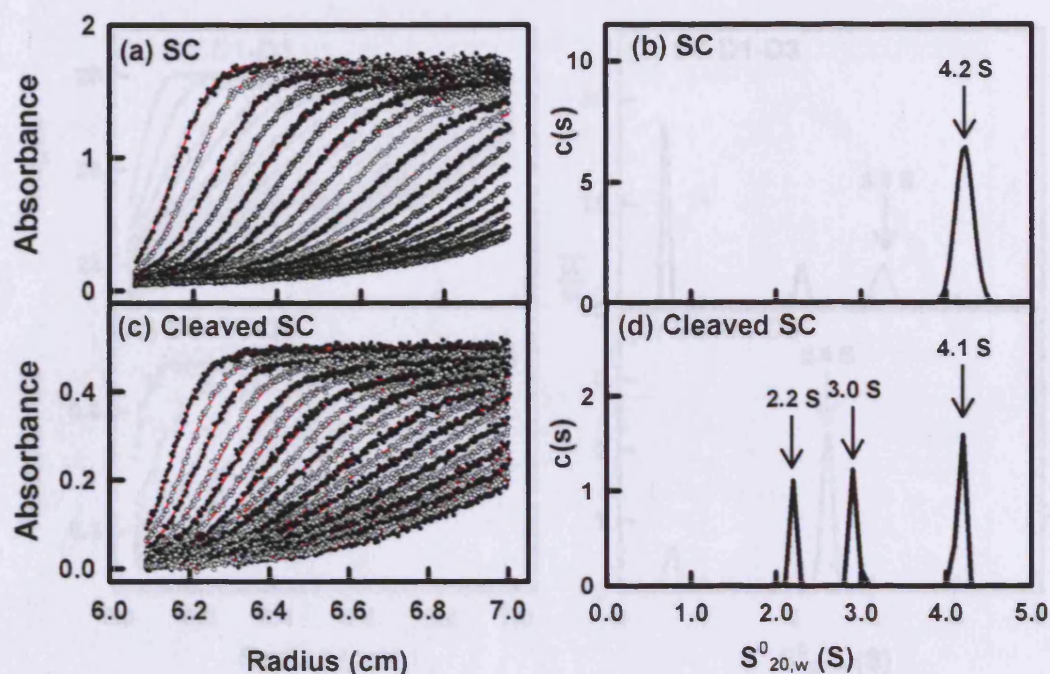 (a) SC
2
1
0
Absorbance
(b) SC
10
5
0
c(s)
4.2 S
(c) Cleaved SC
0.4
0.2
0.0
Absorbance
6.0 6.2 6.4 6.6 6.8 7.0
Radius (cm)
(d) Cleaved SC
2
1
0
c(s)
2.2 S
3.0 S
4.1 S
0.0 1.0 2.0 3.0 4.0 5.0
S⁰20,w (S)
D1-D3